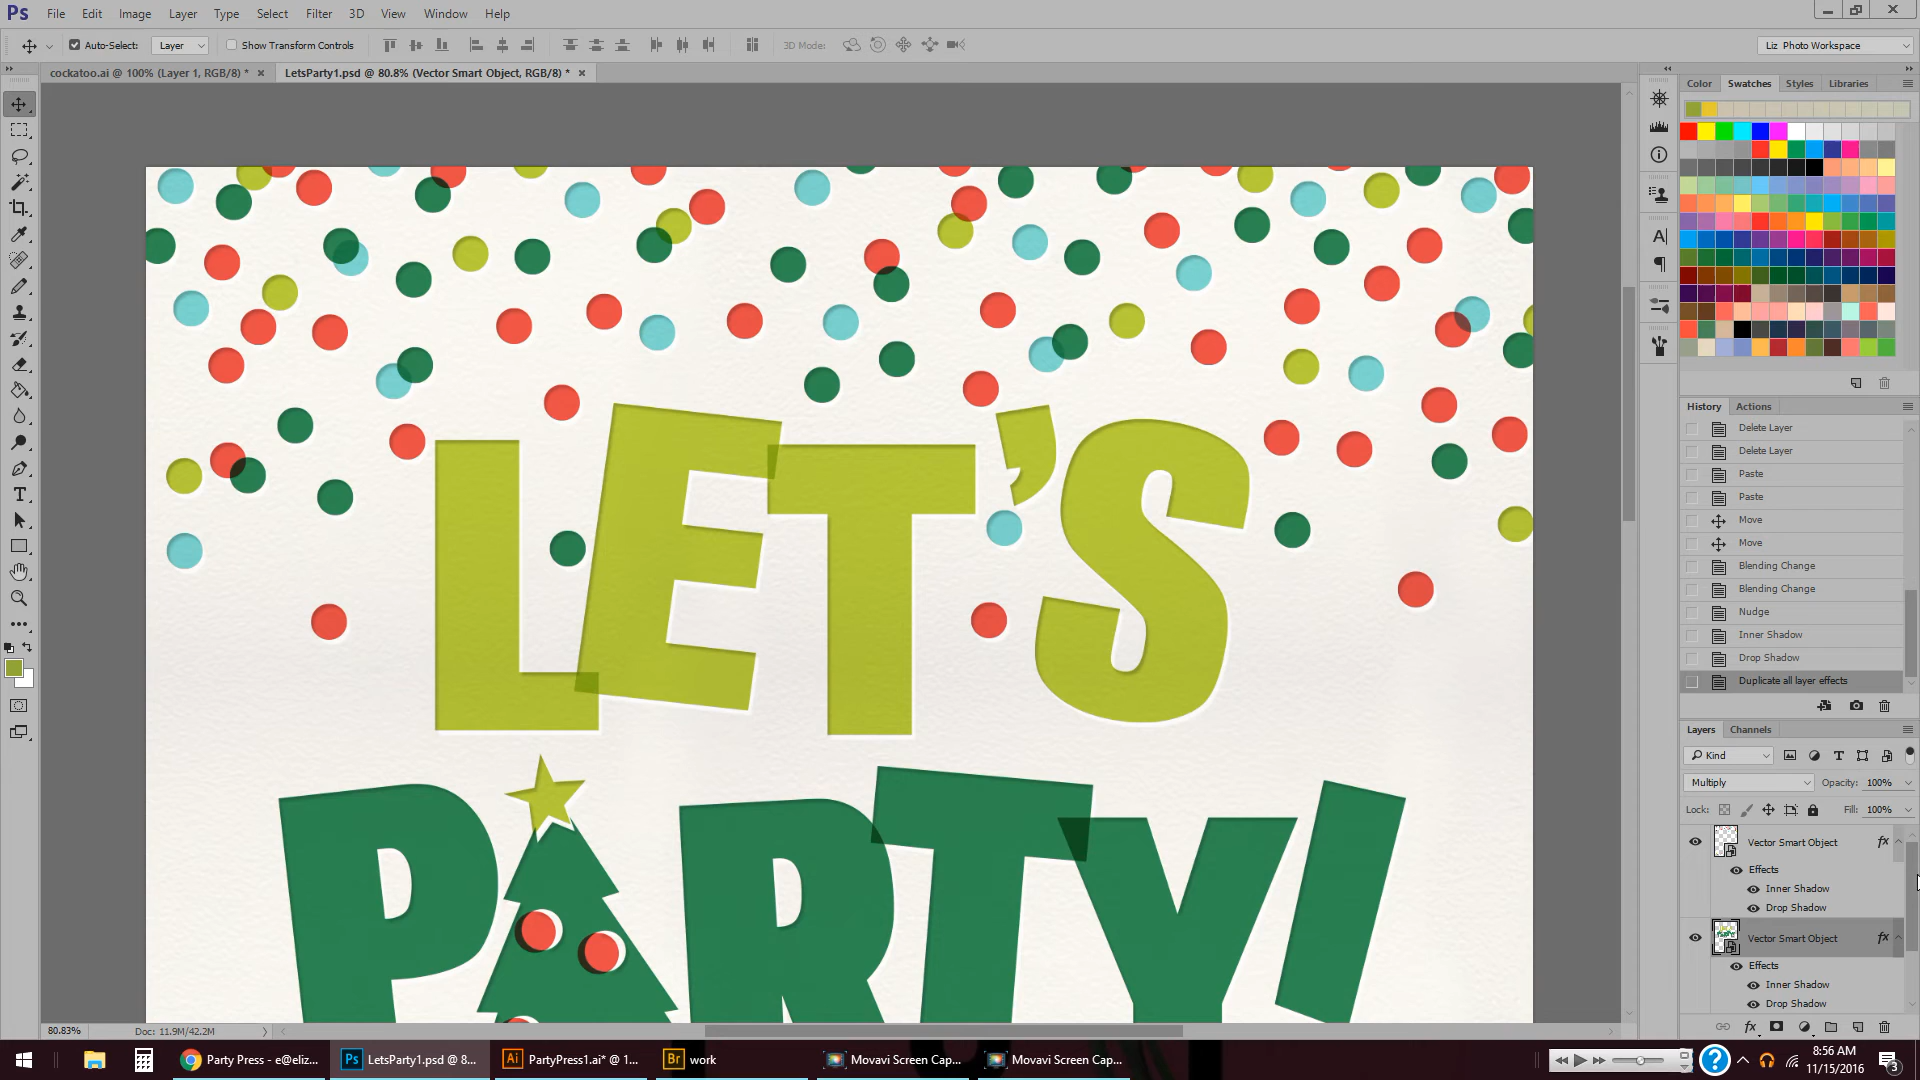 Ps File Edit Image Layer Type Select Filter 3D View Window Help
Auto-Select: Layer Show Transform Controls 3D Mode: Liz Photo Workspace
cockatoo.ai @ 100% (Layer 1, RGB/8) * LetsParty1.psd @ 80.8% (Vector Smart Object, RGB/8) *
Color Swatches Styles Libraries
LET'S
PARTY!
History Actions
Delete Layer
Delete Layer
Paste
Paste
Move
Move
Blending Change
Blending Change
Nudge
Inner Shadow
Drop Shadow
Duplicate all layer effects
Layers Channels
Kind
Multiply Opacity: 100%
Lock: Fill: 100%
Vector Smart Object fx
Effects
Inner Shadow
Drop Shadow
Vector Smart Object fx
Effects
Inner Shadow
Drop Shadow
80.83% Doc: 11.9M/42.2M
Party Press - e@eliz...
Ps LetsParty1.psd @ 8...
Ai PartyPress1.ai* @ 1...
Br work
Movavi Screen Cap...
Movavi Screen Cap...
8:56 AM
11/15/2016
3